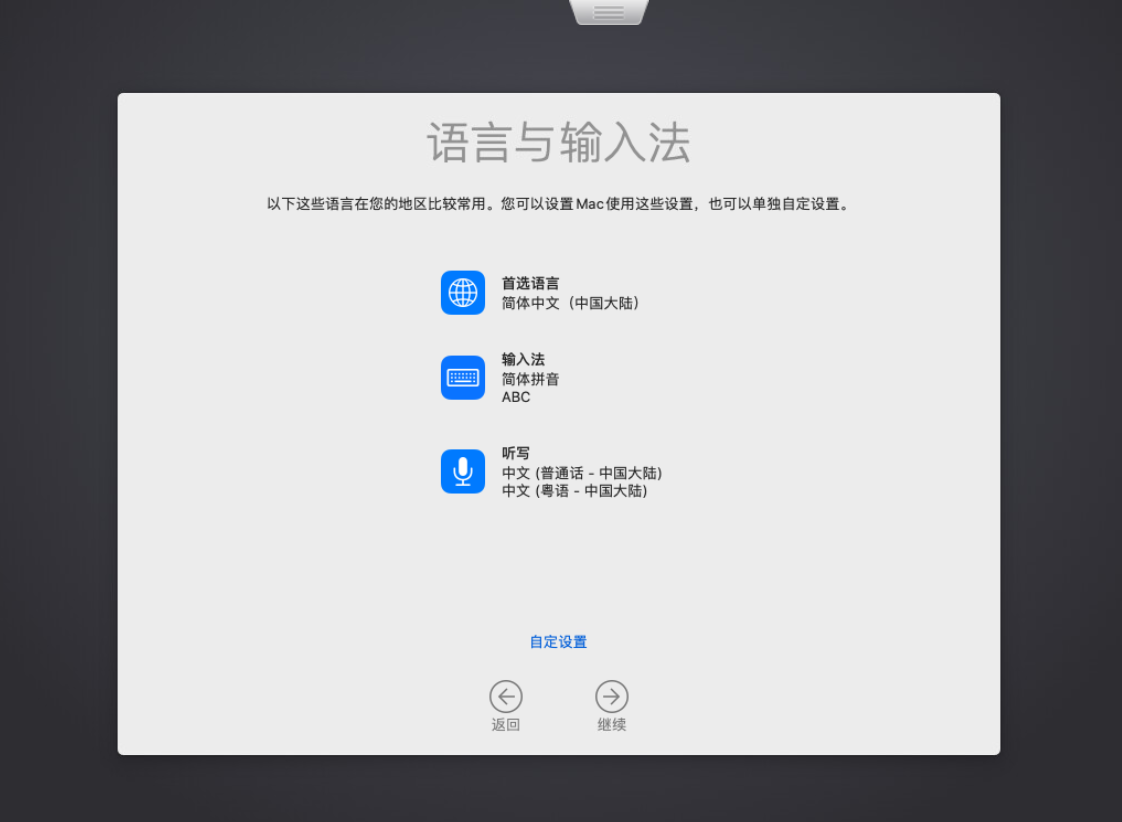 语言与输入法
以下这些语言在您的地区比较常用。您可以设置 Mac 使用这些设置，也可以单独自定设置。
首选语言
简体中文（中国大陆）
输入法
简体拼音
ABC
听写
中文 (普通话 - 中国大陆)
中文 (粤语 - 中国大陆)
自定设置
返回
继续